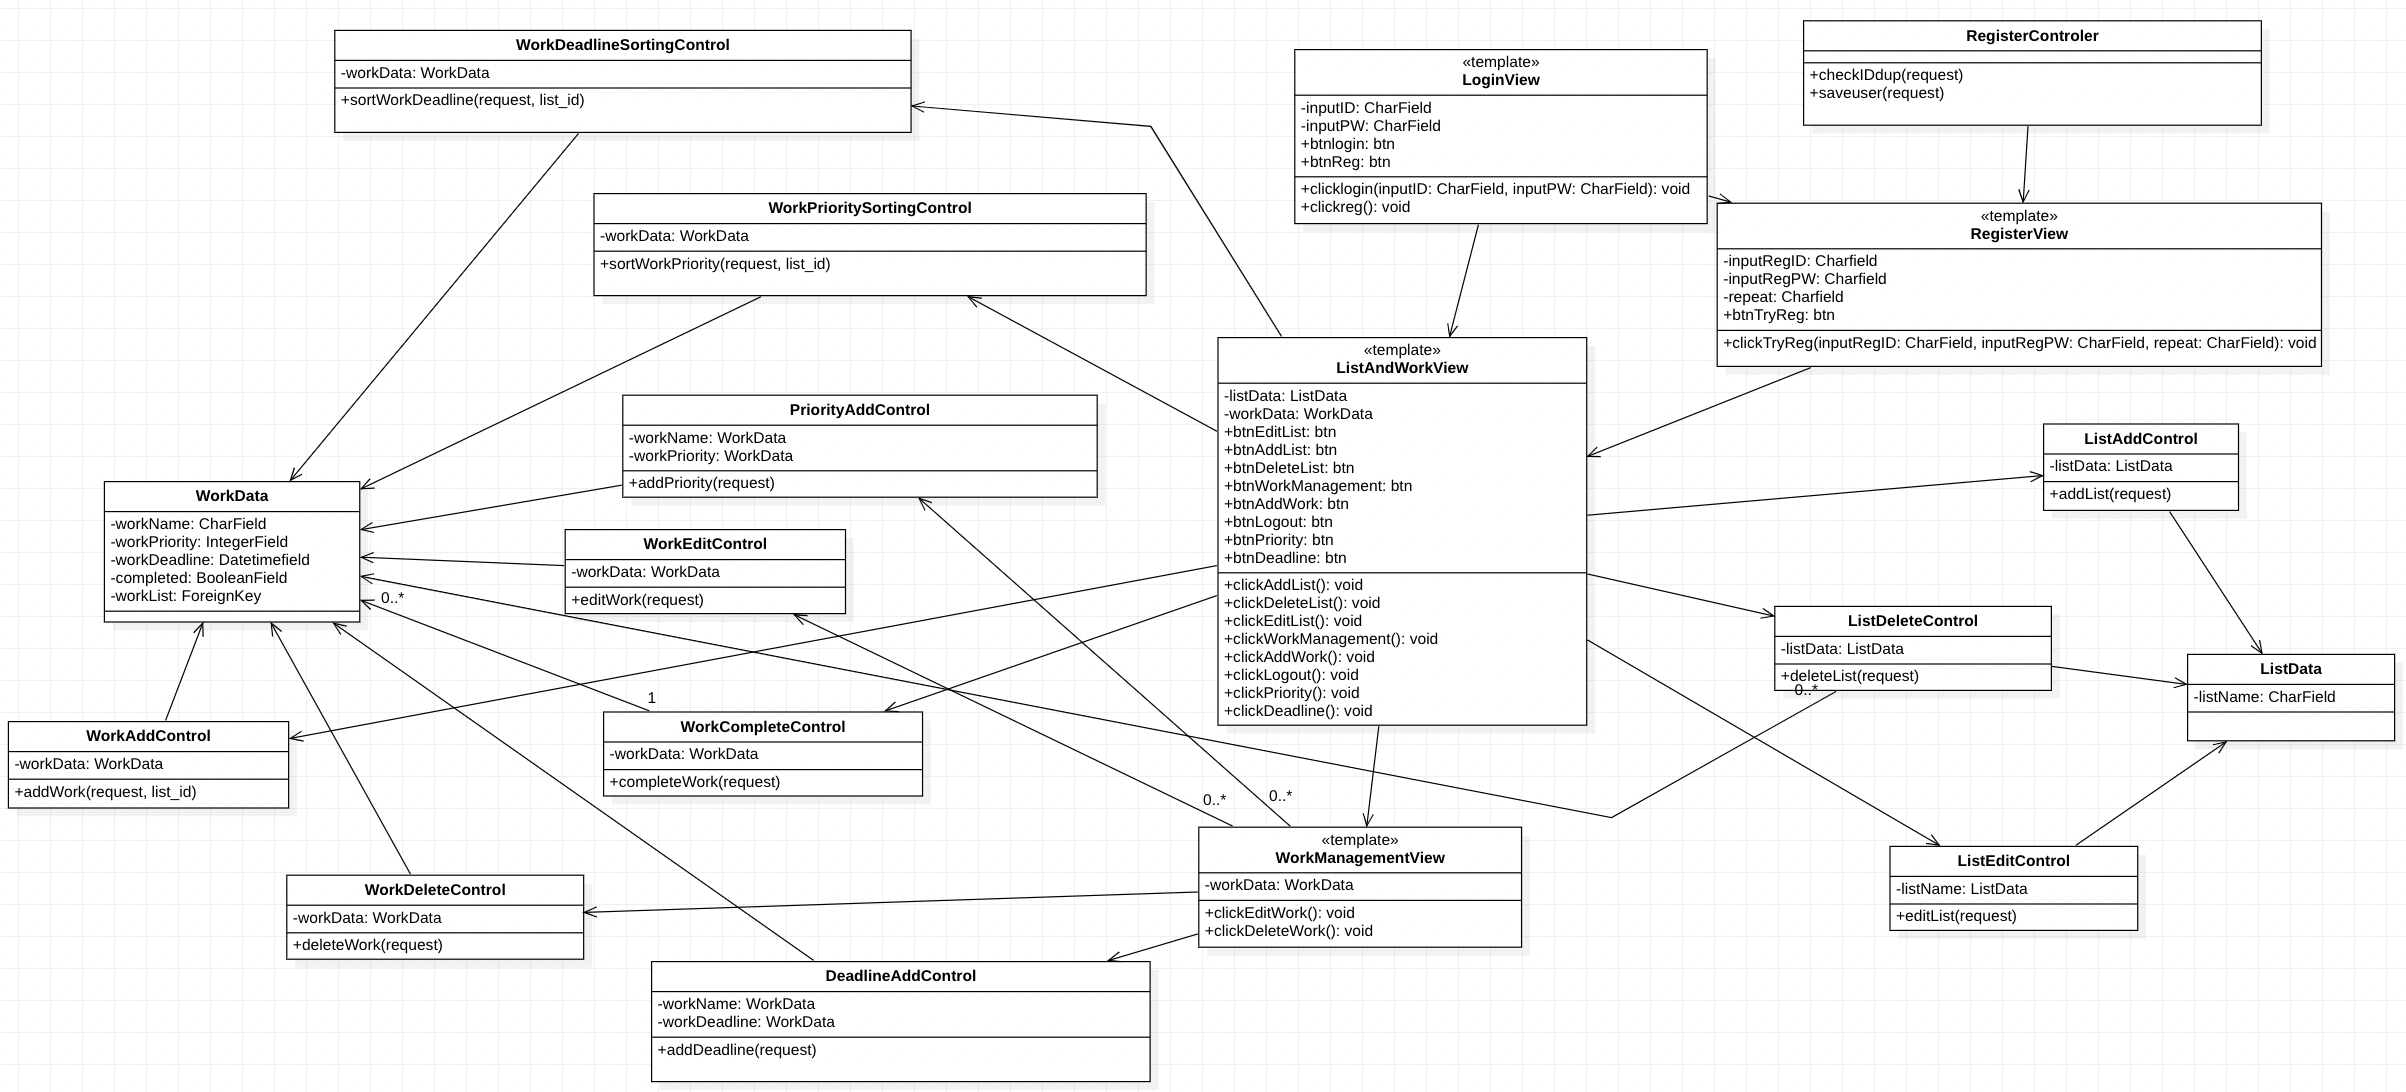 WorkDeadlineSortingControl
-workData: WorkData
+sortWorkDeadline(request, list_id)
«template»
LoginView
-inputID: CharField
-inputPW: CharField
+btnlogin: btn
+btnReg: btn
+clicklogin(inputID: CharField, inputPW: CharField): void
+clickreg(): void
RegisterControler
+checkIDdup(request)
+saveuser(request)
WorkPrioritySortingControl
-workData: WorkData
+sortWorkPriority(request, list_id)
«template»
RegisterView
-inputRegID: Charfield
-inputRegPW: Charfield
-repeat: Charfield
+btnTryReg: btn
+clickTryReg(inputRegID: CharField, inputRegPW: CharField, repeat: CharField): void
«template»
ListAndWorkView
-listData: ListData
-workData: WorkData
+btnEditList: btn
+btnAddList: btn
+btnDeleteList: btn
+btnWorkManagement: btn
+btnAddWork: btn
+btnLogout: btn
+btnPriority: btn
+btnDeadline: btn
+clickAddList(): void
+clickDeleteList(): void
+clickEditList(): void
+clickWorkManagement(): void
+clickAddWork(): void
+clickLogout(): void
+clickPriority(): void
+clickDeadline(): void
PriorityAddControl
-workName: WorkData
-workPriority: WorkData
+addPriority(request)
ListAddControl
-listData: ListData
+addList(request)
WorkData
-workName: CharField
-workPriority: IntegerField
-workDeadline: Datetimefield
-completed: BooleanField
-workList: ForeignKey
0..*
WorkEditControl
-workData: WorkData
+editWork(request)
ListDeleteControl
-listData: ListData
+deleteList(request)
0..*
ListData
-listName: CharField
1
WorkCompleteControl
-workData: WorkData
+completeWork(request)
WorkAddControl
-workData: WorkData
+addWork(request, list_id)
0..*
0..*
«template»
WorkManagementView
-workData: WorkData
+clickEditWork(): void
+clickDeleteWork(): void
ListEditControl
-listName: ListData
+editList(request)
WorkDeleteControl
-workData: WorkData
+deleteWork(request)
DeadlineAddControl
-workName: WorkData
-workDeadline: WorkData
+addDeadline(request)